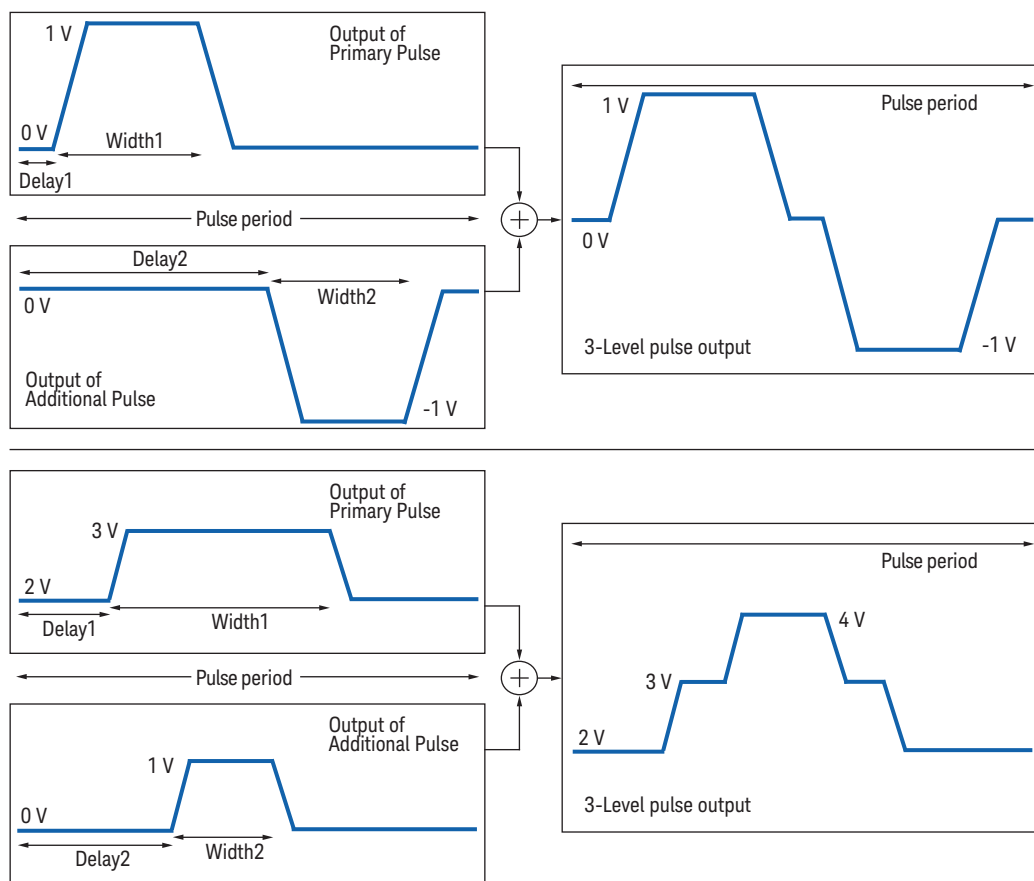 1 V
Output of
Primary Pulse
0 V
Width1
Delay1
Pulse period
Delay2
Width2
0 V
Output of
Additional Pulse
-1 V
Pulse period
1 V
0 V
3-Level pulse output
-1 V
Output of
Primary Pulse
3 V
2 V
Delay1
Width1
Pulse period
Output of
Additional Pulse
1 V
0 V
Width2
Delay2
Pulse period
4 V
3 V
2 V
3-Level pulse output